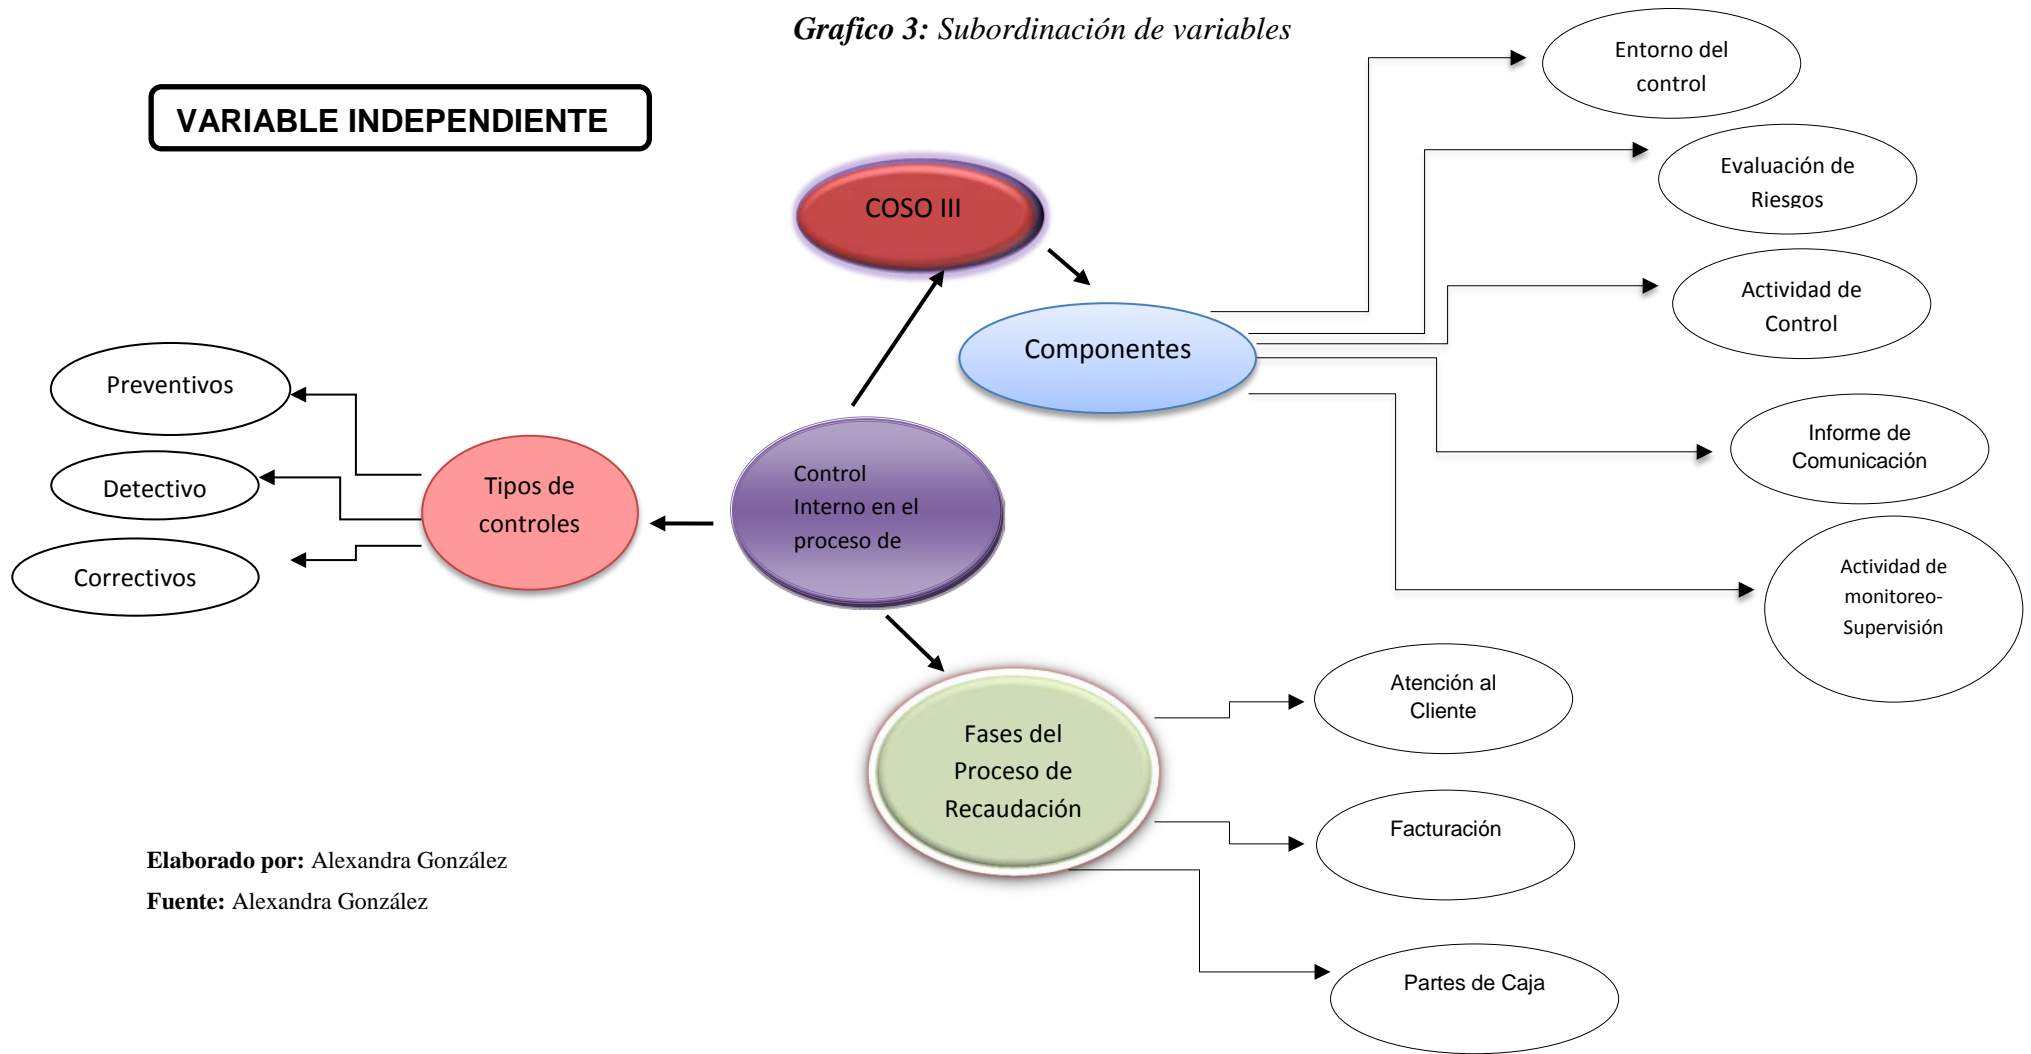 Grafico 3: Subordinación de variables
VARIABLE INDEPENDIENTE
COSO III
Componentes
Entorno del
control
Evaluación de
Riesgos
Actividad de
Control
Informe de
Comunicación
Actividad de
monitoreo-
Supervisión
Control
Interno en el
proceso de
Tipos de
controles
Preventivos
Detectivo
Correctivos
Fases del
Proceso de
Recaudación
Atención al
Cliente
Facturación
Partes de Caja
Elaborado por: Alexandra González
Fuente: Alexandra González